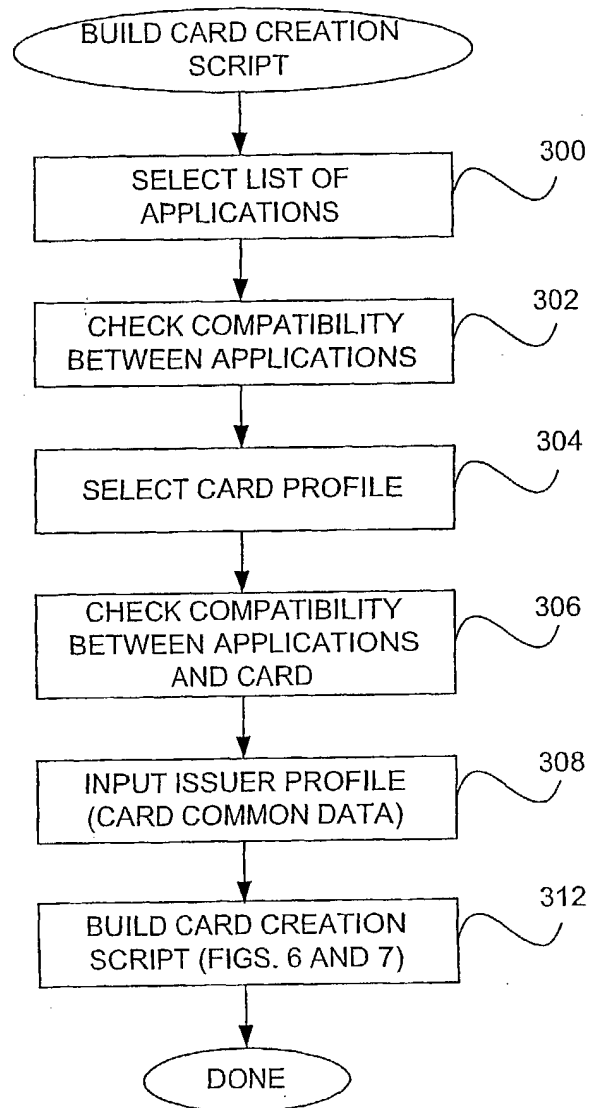 BUILD CARD CREATION
SCRIPT
300
SELECT LIST OF
APPLICATIONS
302
CHECK COMPATIBILITY
BETWEEN APPLICATIONS
304
SELECT CARD PROFILE
306
CHECK COMPATIBILITY
BETWEEN APPLICATIONS
AND CARD
308
INPUT ISSUER PROFILE
(CARD COMMON DATA)
312
BUILD CARD CREATION
SCRIPT (FIGS. 6 AND 7)
DONE